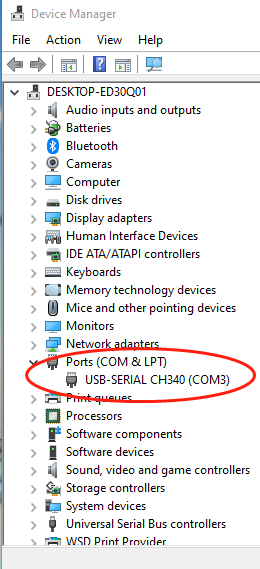 Device Manager
File Action View Help
DESKTOP-ED30Q01
Audio inputs and outputs
Batteries
Bluetooth
Cameras
Computer
Disk drives
Display adapters
Human Interface Devices
IDE ATA/ATAPI controllers
Keyboards
Memory technology devices
Mice and other pointing devices
Monitors
Network adapters
Ports (COM & LPT)
USB-SERIAL CH340 (COM3)
Print queues
Processors
Software components
Software devices
Sound, video and game controllers
Storage controllers
System devices
Universal Serial Bus controllers
WSD Print Provider